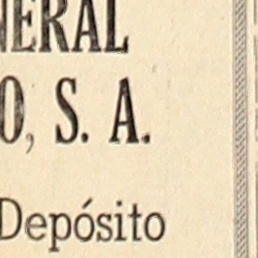 NERAL
O, S. A.
Depósito